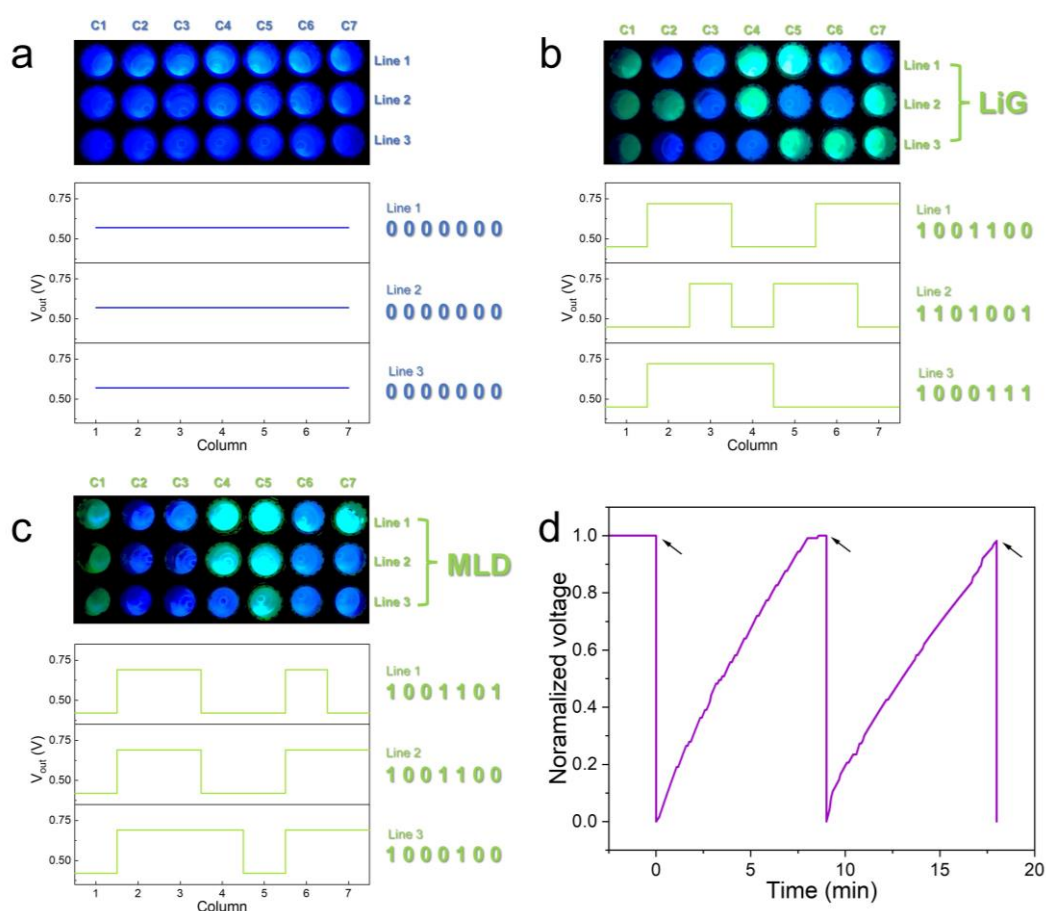 a
C1 C2 C3 C4 C5 C6 C7
Line 1
Line 2
Line 3
Vout (V)
0.75
0.50
0.75
0.50
0.75
0.50
Line 1
0 0 0 0 0 0 0
Line 2
0 0 0 0 0 0 0
Line 3
0 0 0 0 0 0 0
1 2 3 4 5 6 7
Column
b
C1 C2 C3 C4 C5 C6 C7
Line 1
Line 2
Line 3
LiG
Vout (V)
0.75
0.50
0.75
0.50
0.75
0.50
Line 1
1 0 0 1 1 0 0
Line 2
1 1 0 1 0 0 1
Line 3
1 0 0 0 1 1 1
1 2 3 4 5 6 7
Column
c
C1 C2 C3 C4 C5 C6 C7
Line 1
Line 2
Line 3
MLD
Vout (V)
0.75
0.50
0.75
0.50
0.75
0.50
Line 1
1 0 0 1 1 0 1
Line 2
1 0 0 1 1 0 0
Line 3
1 0 0 0 1 0 0
1 2 3 4 5 6 7
Column
d
Noramalized voltage
1.0
0.8
0.6
0.4
0.2
0.0
0 5 10 15 20
Time (min)